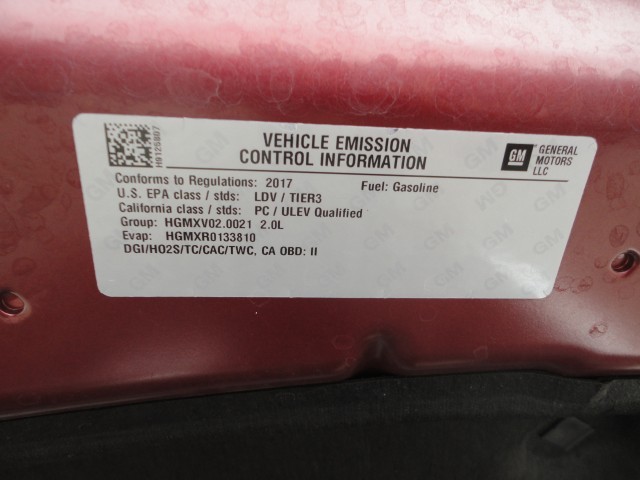 H9125807
VEHICLE EMISSION
CONTROL INFORMATION
GM GENERAL
MOTORS
LLC
Conforms to Regulations: 2017 Fuel: Gasoline
U.S. EPA class / stds: LDV / TIER3
California class / stds: PC / ULEV Qualified
Group: HGMXV02.0021 2.0L
Evap: HGMXR0133810
DGI/HO2S/TC/CAC/TWC, CA OBD: II